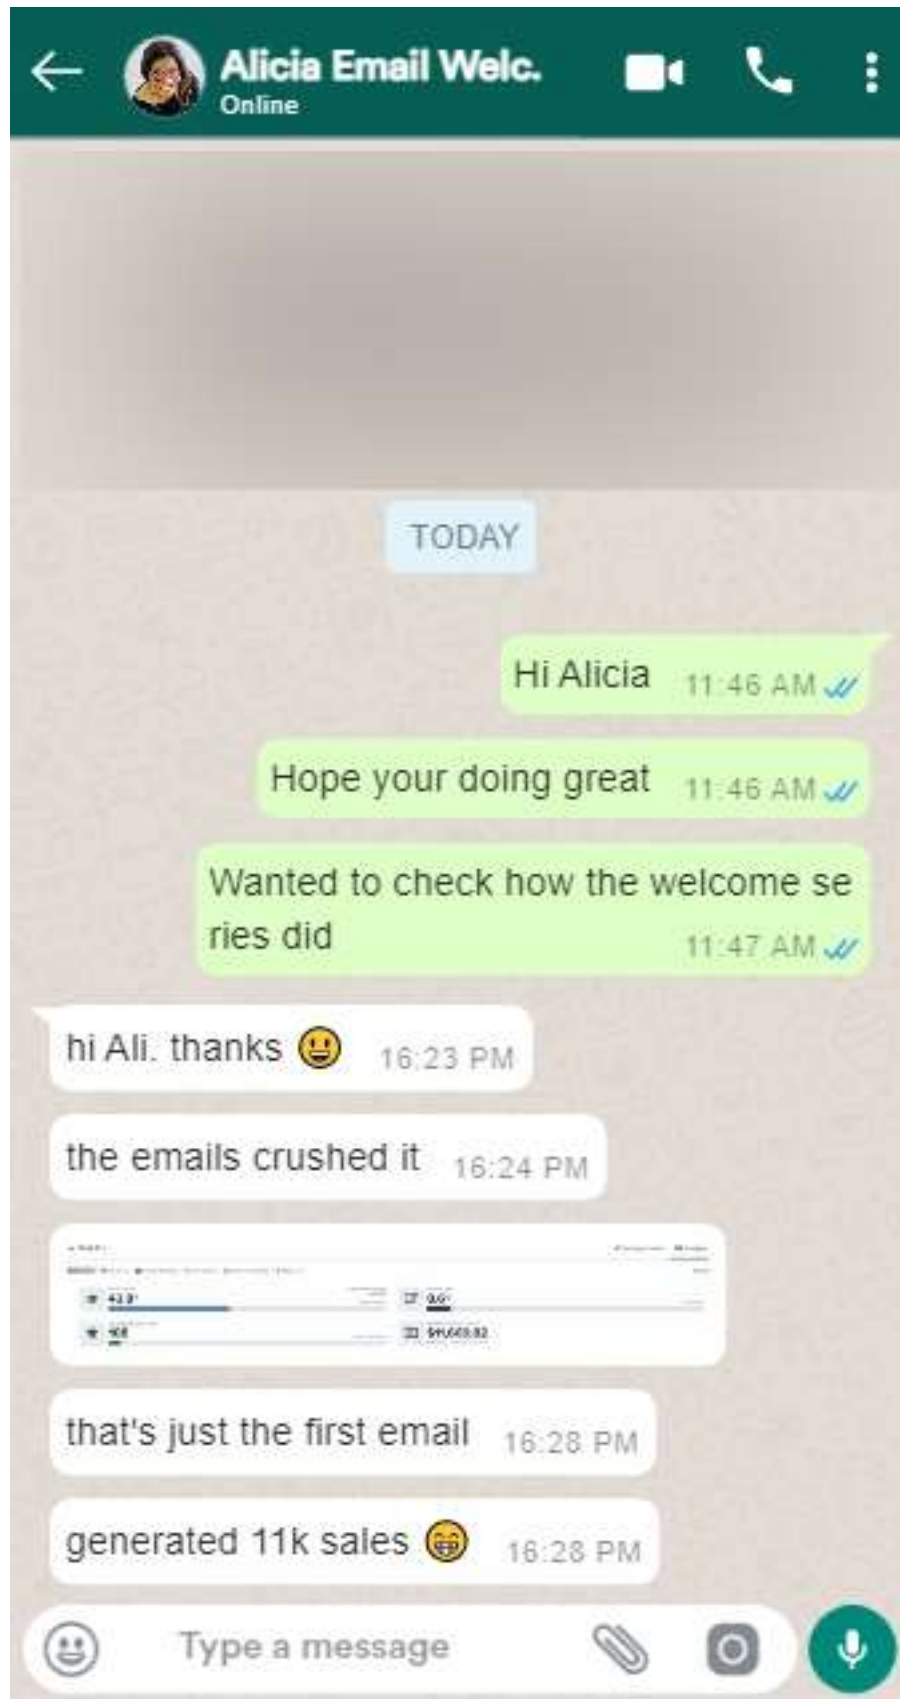 Alicia Email Welc.
Online
TODAY
Hi Alicia 11:46 AM
Hope your doing great 11:46 AM
Wanted to check how the welcome se
ries did 11:47 AM
hi Ali. thanks 😃 16:23 PM
the emails crushed it 16:24 PM
that's just the first email 16:28 PM
generated 11k sales 😁 16:28 PM
Type a message